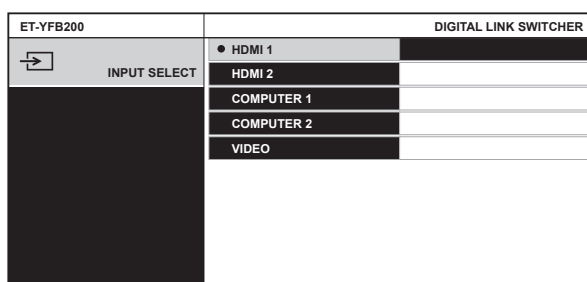 ET-YFB200
DIGITAL LINK SWITCHER
INPUT SELECT
● HDMI 1
HDMI 2
COMPUTER 1
COMPUTER 2
VIDEO